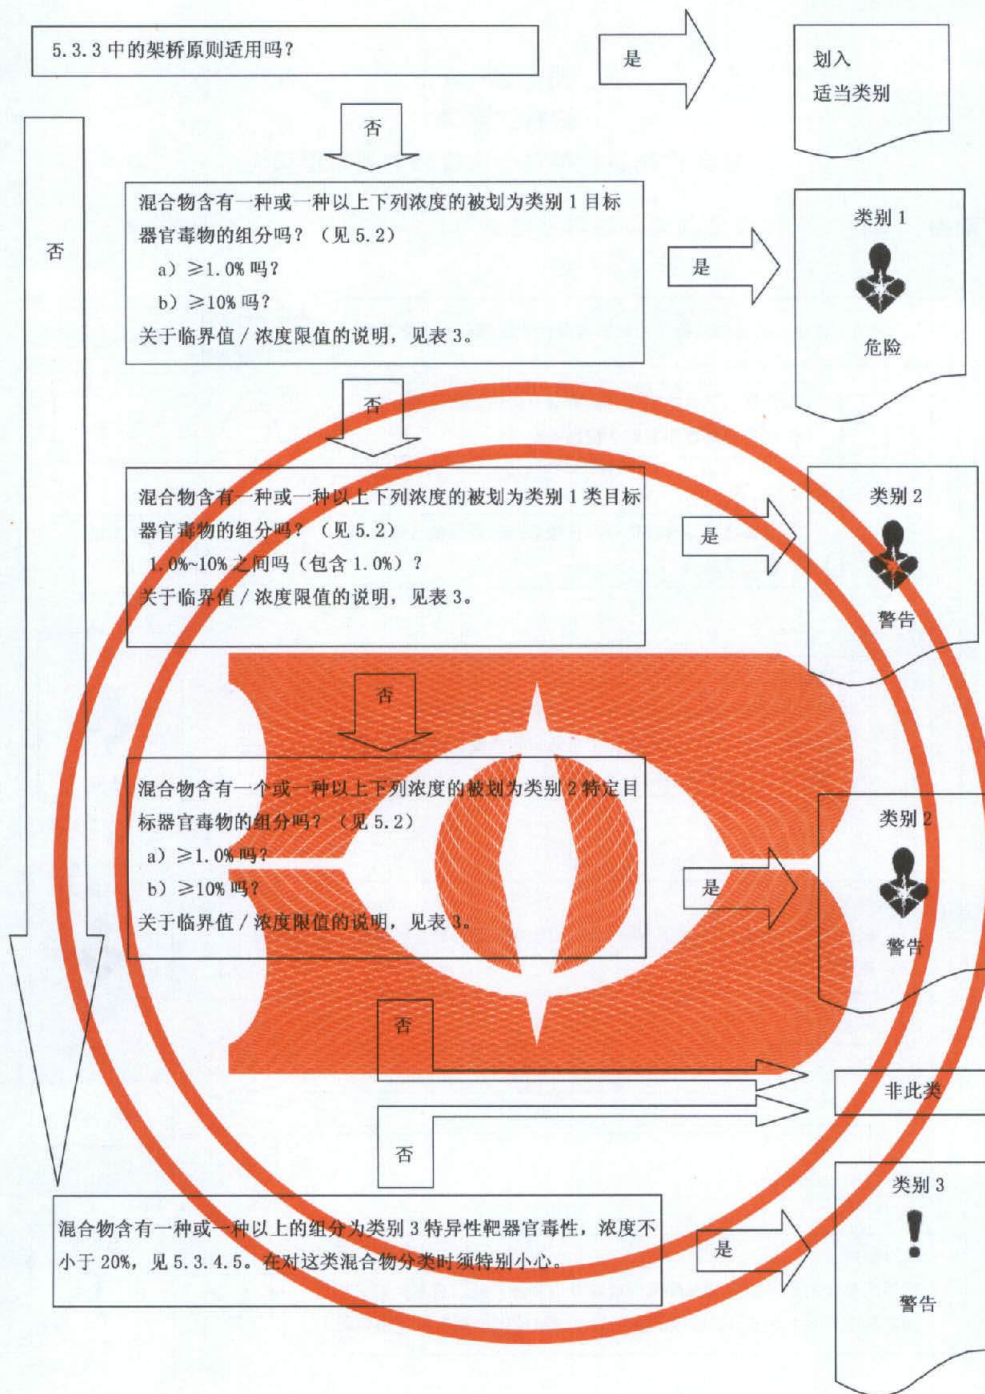 5.3.3 中的架桥原则适用吗？
是
划入
适当类别
否
否
混合物含有一种或一种以上下列浓度的被划为类别 1 目标
器官毒物的组分吗？（见 5.2）
a）≥1.0% 吗？
b）≥10% 吗？
关于临界值 / 浓度限值的说明，见表 3。
是
类别 1
危险
否
混合物含有一种或一种以上下列浓度的被划为类别 1 类目标
器官毒物的组分吗？（见 5.2）
1.0%~10% 之间吗（包含 1.0%）？
关于临界值 / 浓度限值的说明，见表 3。
是
类别 2
警告
否
混合物含有一个或一种以上下列浓度的被划为类别 2 特定目
标器官毒物的组分吗？（见 5.2）
a）≥1.0% 吗？
b）≥10% 吗？
关于临界值 / 浓度限值的说明，见表 3。
是
类别 2
警告
否
非此类
否
混合物含有一种或一种以上的组分为类别 3 特异性靶器官毒性，浓度不
小于 20%，见 5.3.4.5。在对这类混合物分类时须特别小心。
是
类别 3
警告